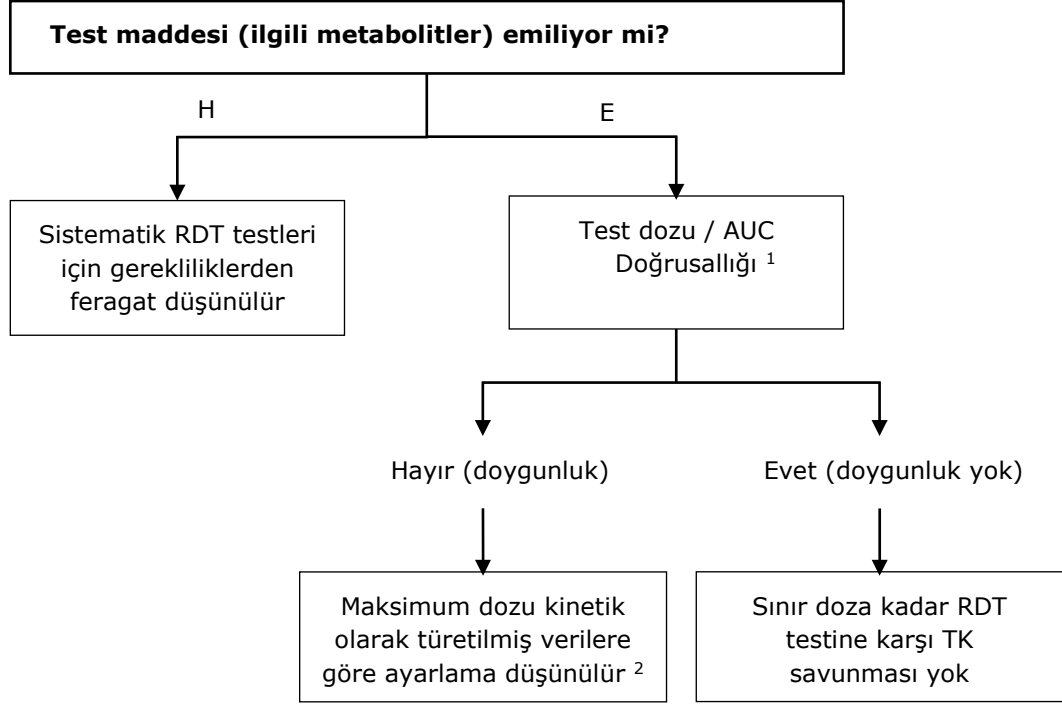 Test maddesi (ilgili metabolitler) emiliyor mi?
H
E
Sistematik RDT testleri
için gerekliliklerden
feragat düşünülür
Test dozu / AUC
Doğrusallığı 1
Hayır (doygunluk)
Evet (doygunluk yok)
Maksimum dozu kinetik
olarak türetilmiş verilere
göre ayarlama düşünülür 2
Sınır doza kadar RDT
testine karşı TK
savunması yok